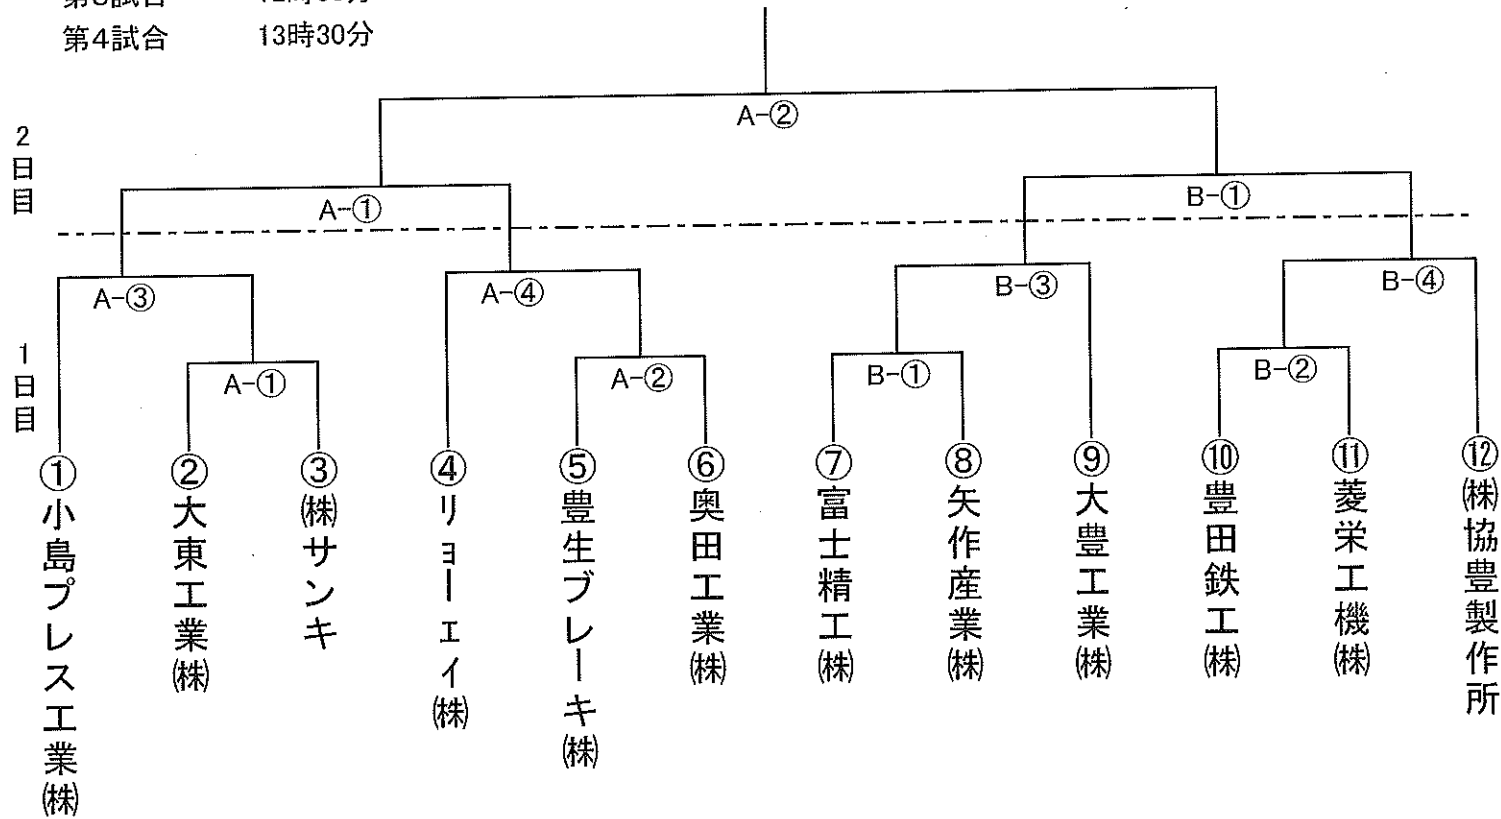 第4試合 13時30分
A-②
2日目
A-①
B-①
A-③
A-④
B-③
B-④
1日目
A-①
A-②
B-①
B-②
①小島プレス工業㈱
②大東工業㈱
③㈱サンキ
④リョーエイ㈱
⑤豊生ブレーキ㈱
⑥奥田工業㈱
⑦富士精工㈱
⑧矢作産業㈱
⑨大豊工業㈱
⑩豊田鉄工㈱
⑪菱栄工機㈱
⑫㈱協豊製作所